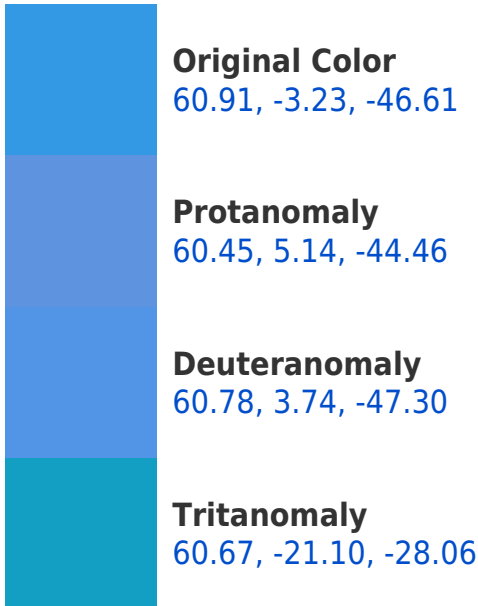 Original Color
60.91, -3.23, -46.61
Protanomaly
60.45, 5.14, -44.46
Deuteranomaly
60.78, 3.74, -47.30
Tritanomaly
60.67, -21.10, -28.06